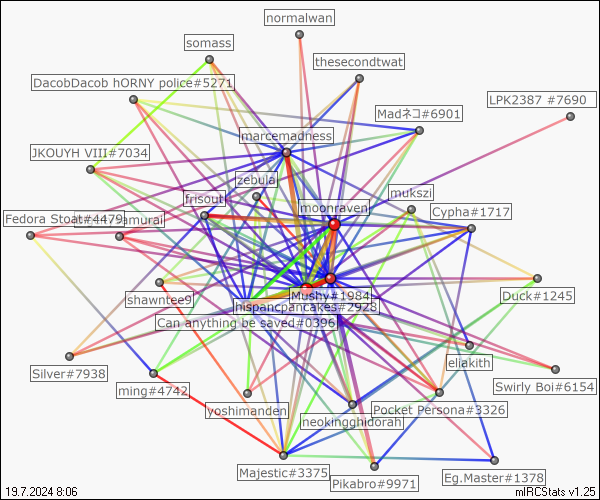 normalwan
somass
thesecondtwat
DacobDacob hORNY police#5271
LPK2387 #7690
Madネコ#6901
marcemadness
JKOUYH VIII#7034
zebula
mukszi
frisout
moonraven
Cypha#1717
Fedora Stoat#4479
murai
Mushy#1984
Duck#1245
shawntee9
hispancpancakes#2928
Can anything be saved#0396
eliakith
Silver#7938
ming#4742
Swirly Boi#6154
yoshimanden
Pocket Persona#3326
neokingghidorah
Majestic#3375
Pikabro#9971
Eg.Master#1378
19.7.2024 8:06
mIRCStats v1.25